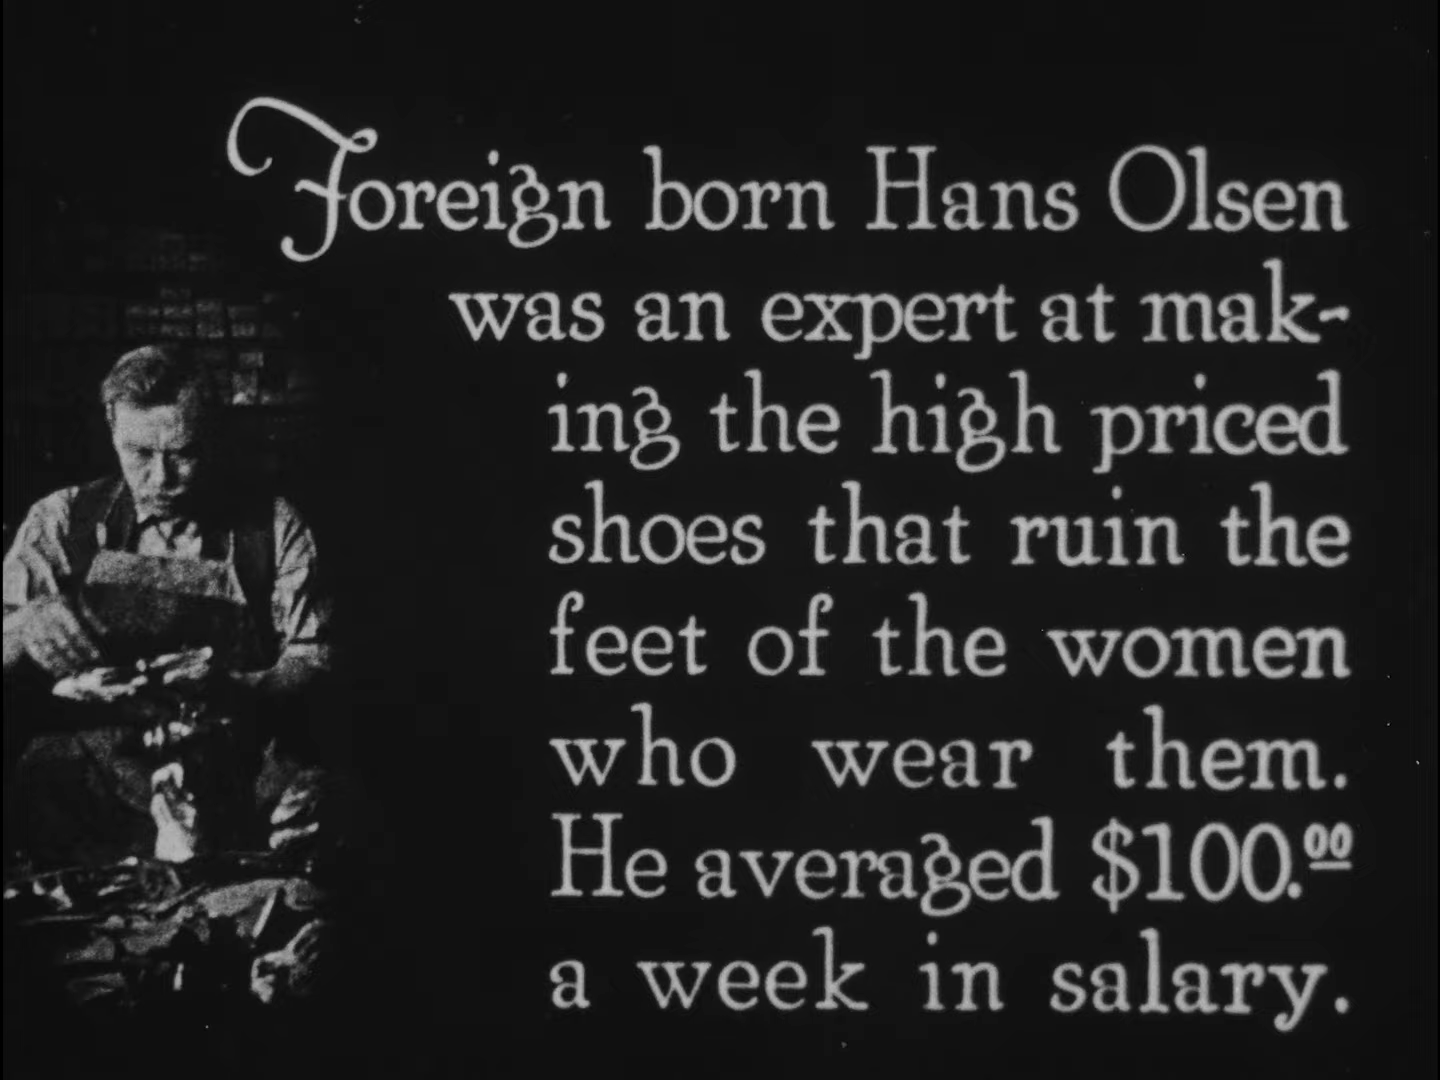 Foreign born Hans Olsen
was an expert at mak-
ing the high priced
shoes that ruin the
feet of the women
who wear them.
He averaged $100.00
a week in salary.